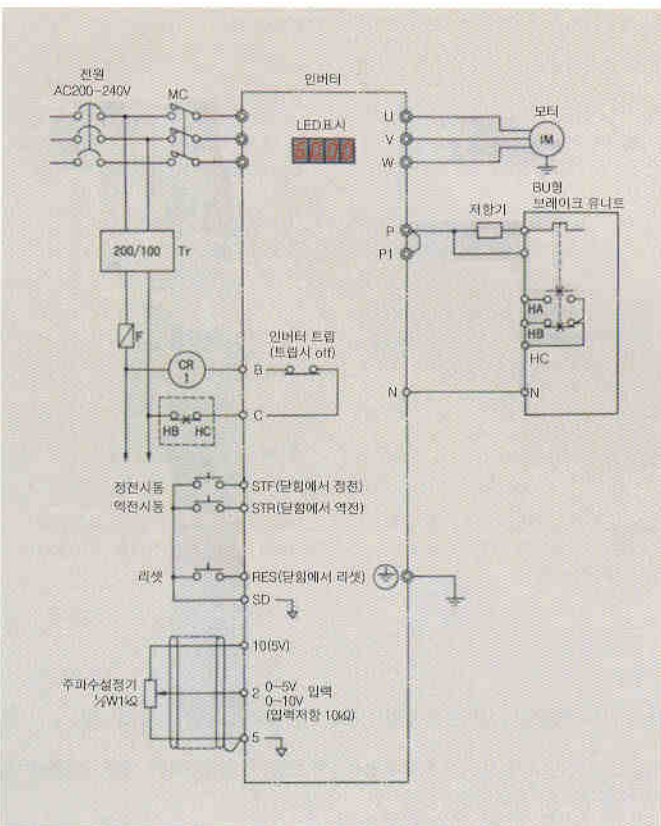 전원
AC200-240V
MC
인버터
LED표시
6000
U
V
W
모터
IM
BU형
브레이크 유니트
저항기
P
P1
HA
HB
HC
N
N
200/100
Tr
F
CR
1
B
인버터 트립
(트립시 off)
C
HB
HC
정전시동
STF(닫힘에서 정전)
역전시동
STR(닫힘에서 역전)
리셋
RES(닫힘에서 리셋)
SD
10(5V)
주파수설정기
½W1㏀
2
0~5V
0~10V
입력
(입력저항 10㏀)
5